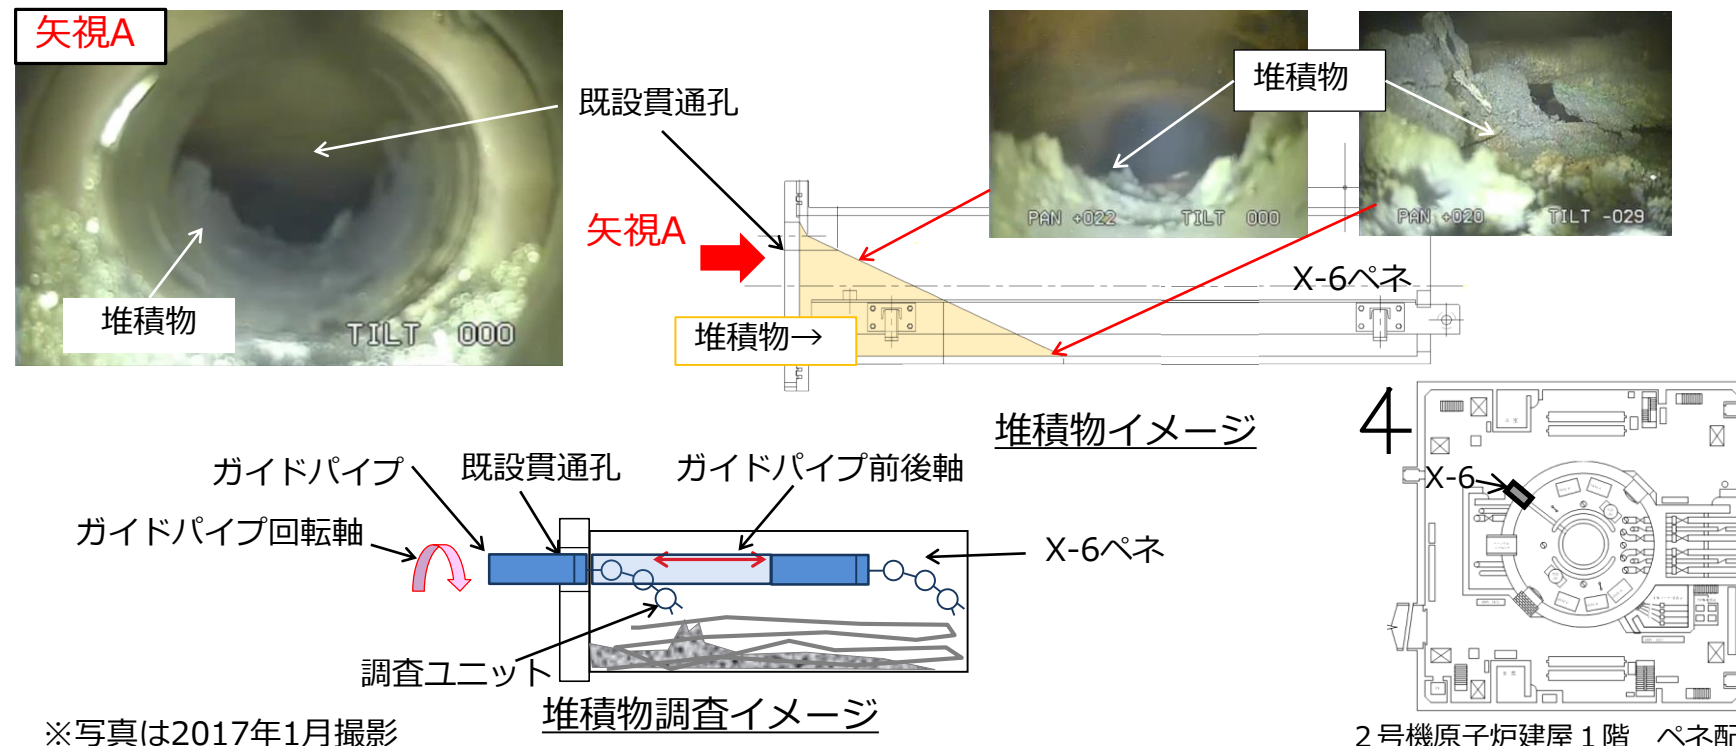 矢視A
堆積物
TILT 000
既設貫通孔
矢視A
堆積物→
堆積物
PAN +022 TILT 000
PAN +020 TILT -029
X-6ペネ
堆積物イメージ
ガイドパイプ
既設貫通孔
ガイドパイプ前後軸
ガイドパイプ回転軸
X-6ペネ
調査ユニット
堆積物調査イメージ
※写真は2017年1月撮影
X-6
2号機原子炉建屋1階 ペネ配